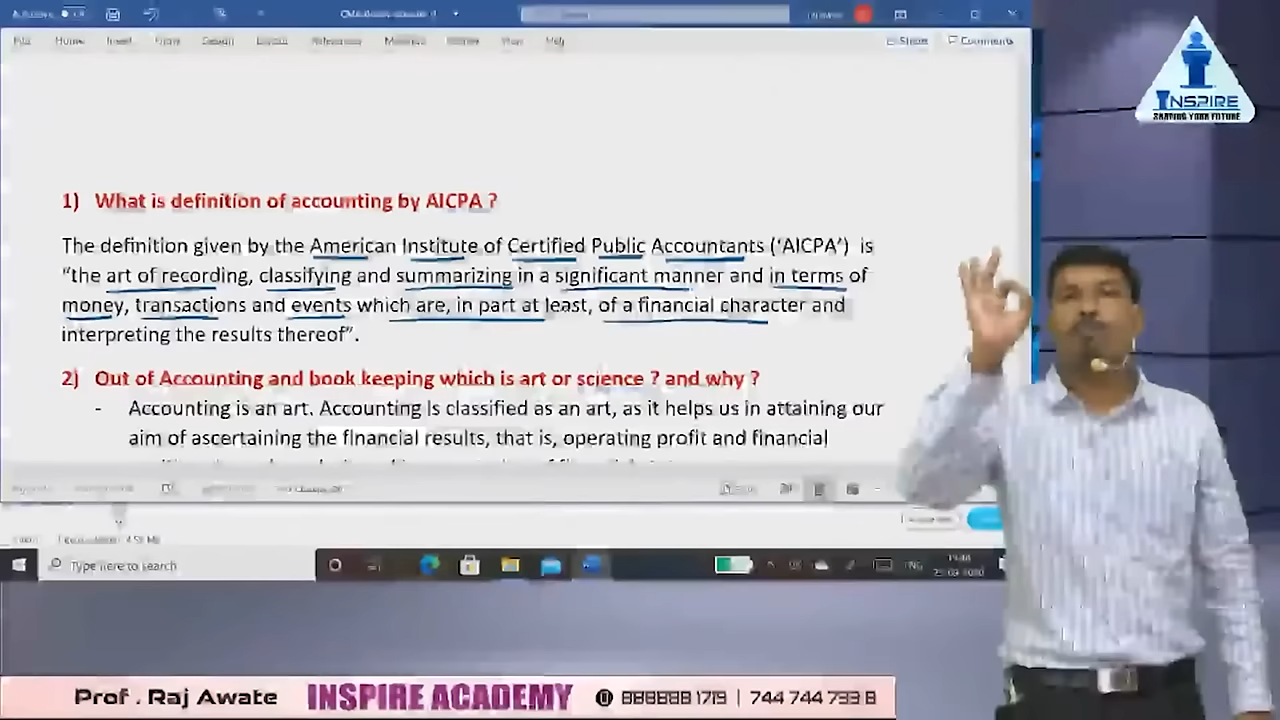 File Home Insert Draw Design Layout References Mailings Review View Help
Share Comments
INSPIRE
SHAPING YOUR FUTURE
1) What is definition of accounting by AICPA ?
The definition given by the American Institute of Certified Public Accountants ('AICPA') is
“the art of recording, classifying and summarizing in a significant manner and in terms of
money, transactions and events which are, in part at least, of a financial character and
interpreting the results thereof”.
2) Out of Accounting and book keeping which is art or science ? and why ?
- Accounting is an art. Accounting is classified as an art, as it helps us in attaining our
aim of ascertaining the financial results, that is, operating profit and financial
Type here to search
ENG
Prof . Raj Awate INSPIRE ACADEMY 888888 1719 | 744 744 733 8